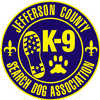 JEFFERSON COUNTY
K-9
SEARCH DOG ASSOCIATION